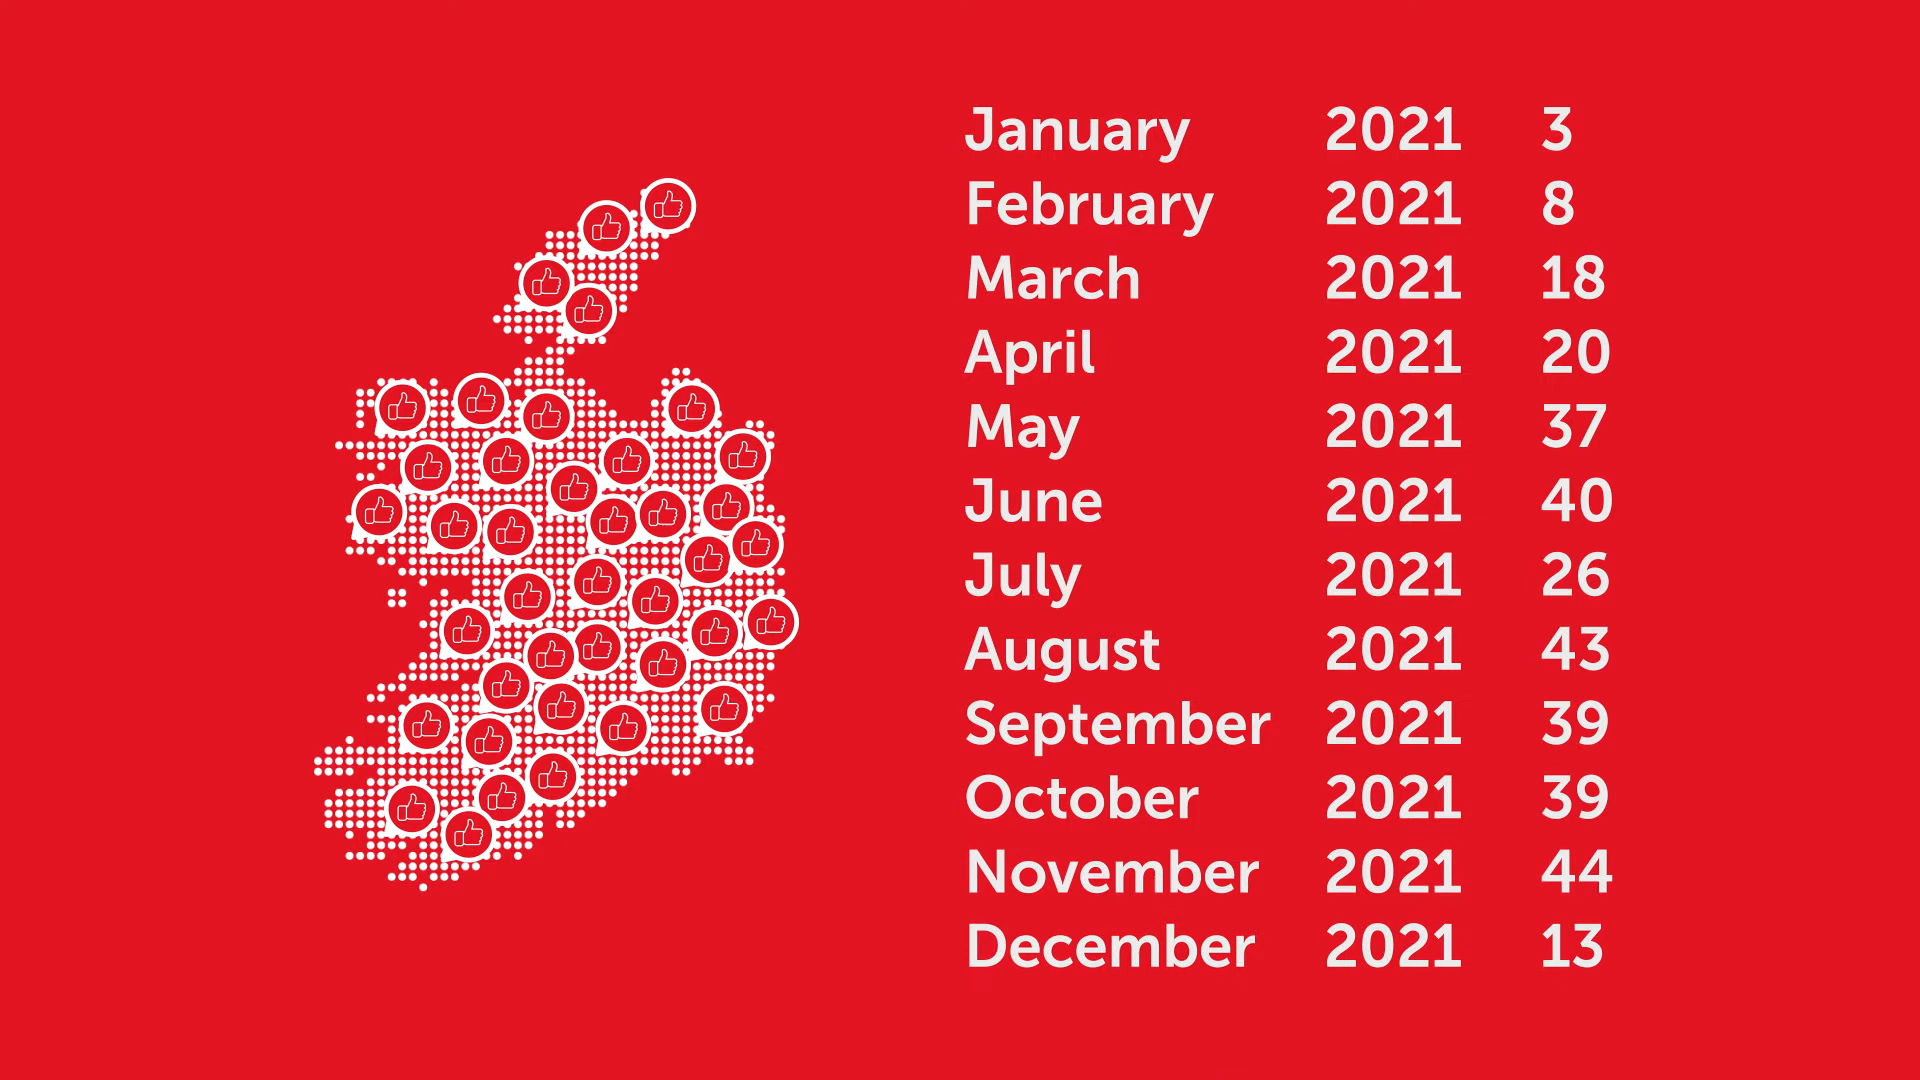 January 2021 3
February 2021 8
March 2021 18
April 2021 20
May 2021 37
June 2021 40
July 2021 26
August 2021 43
September 2021 39
October 2021 39
November 2021 44
December 2021 13